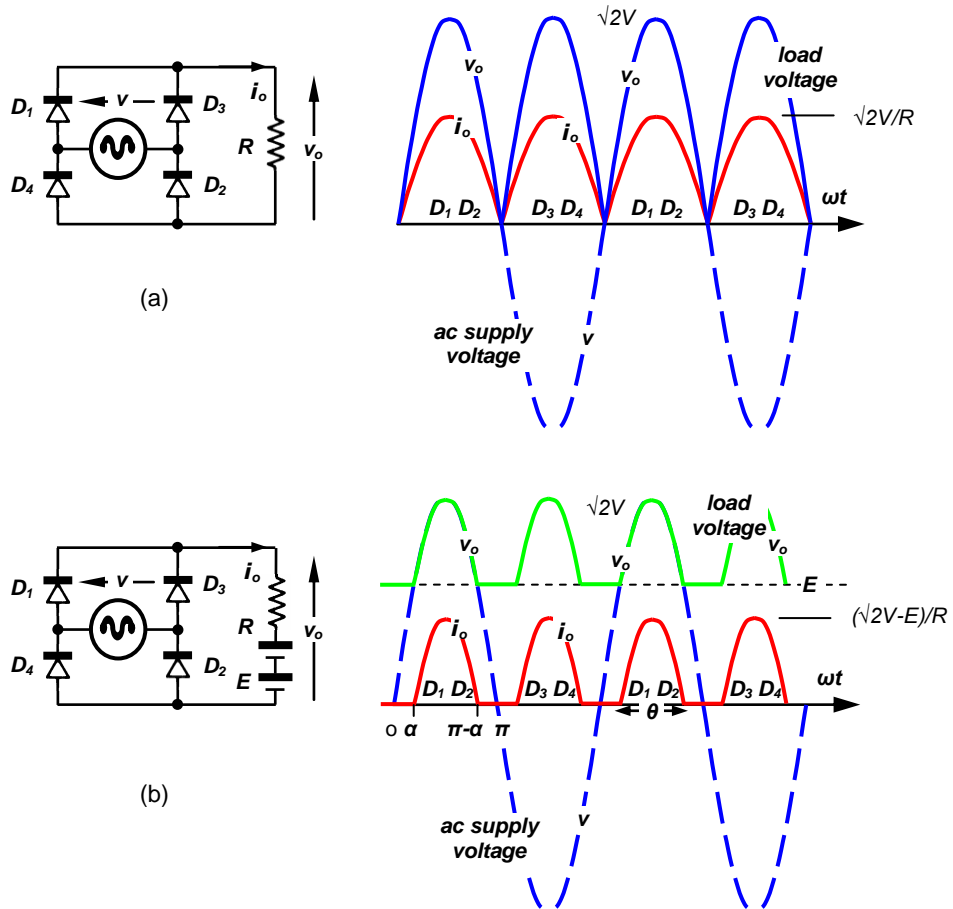 D1
v
D3
D4
D2
io
R
vo
(a)
√2V
vo
vo
load
voltage
√2V/R
io
io
D1 D2
D3 D4
D1 D2
D3 D4
ωt
ac supply
voltage
v
D1
v
D3
D4
D2
io
R
E
vo
(b)
√2V
load
voltage
vo
vo
vo
E
(√2V-E)/R
io
io
D1 D2
D3 D4
D1 D2
D3 D4
ωt
θ
o α π-α π
ac supply
voltage
v